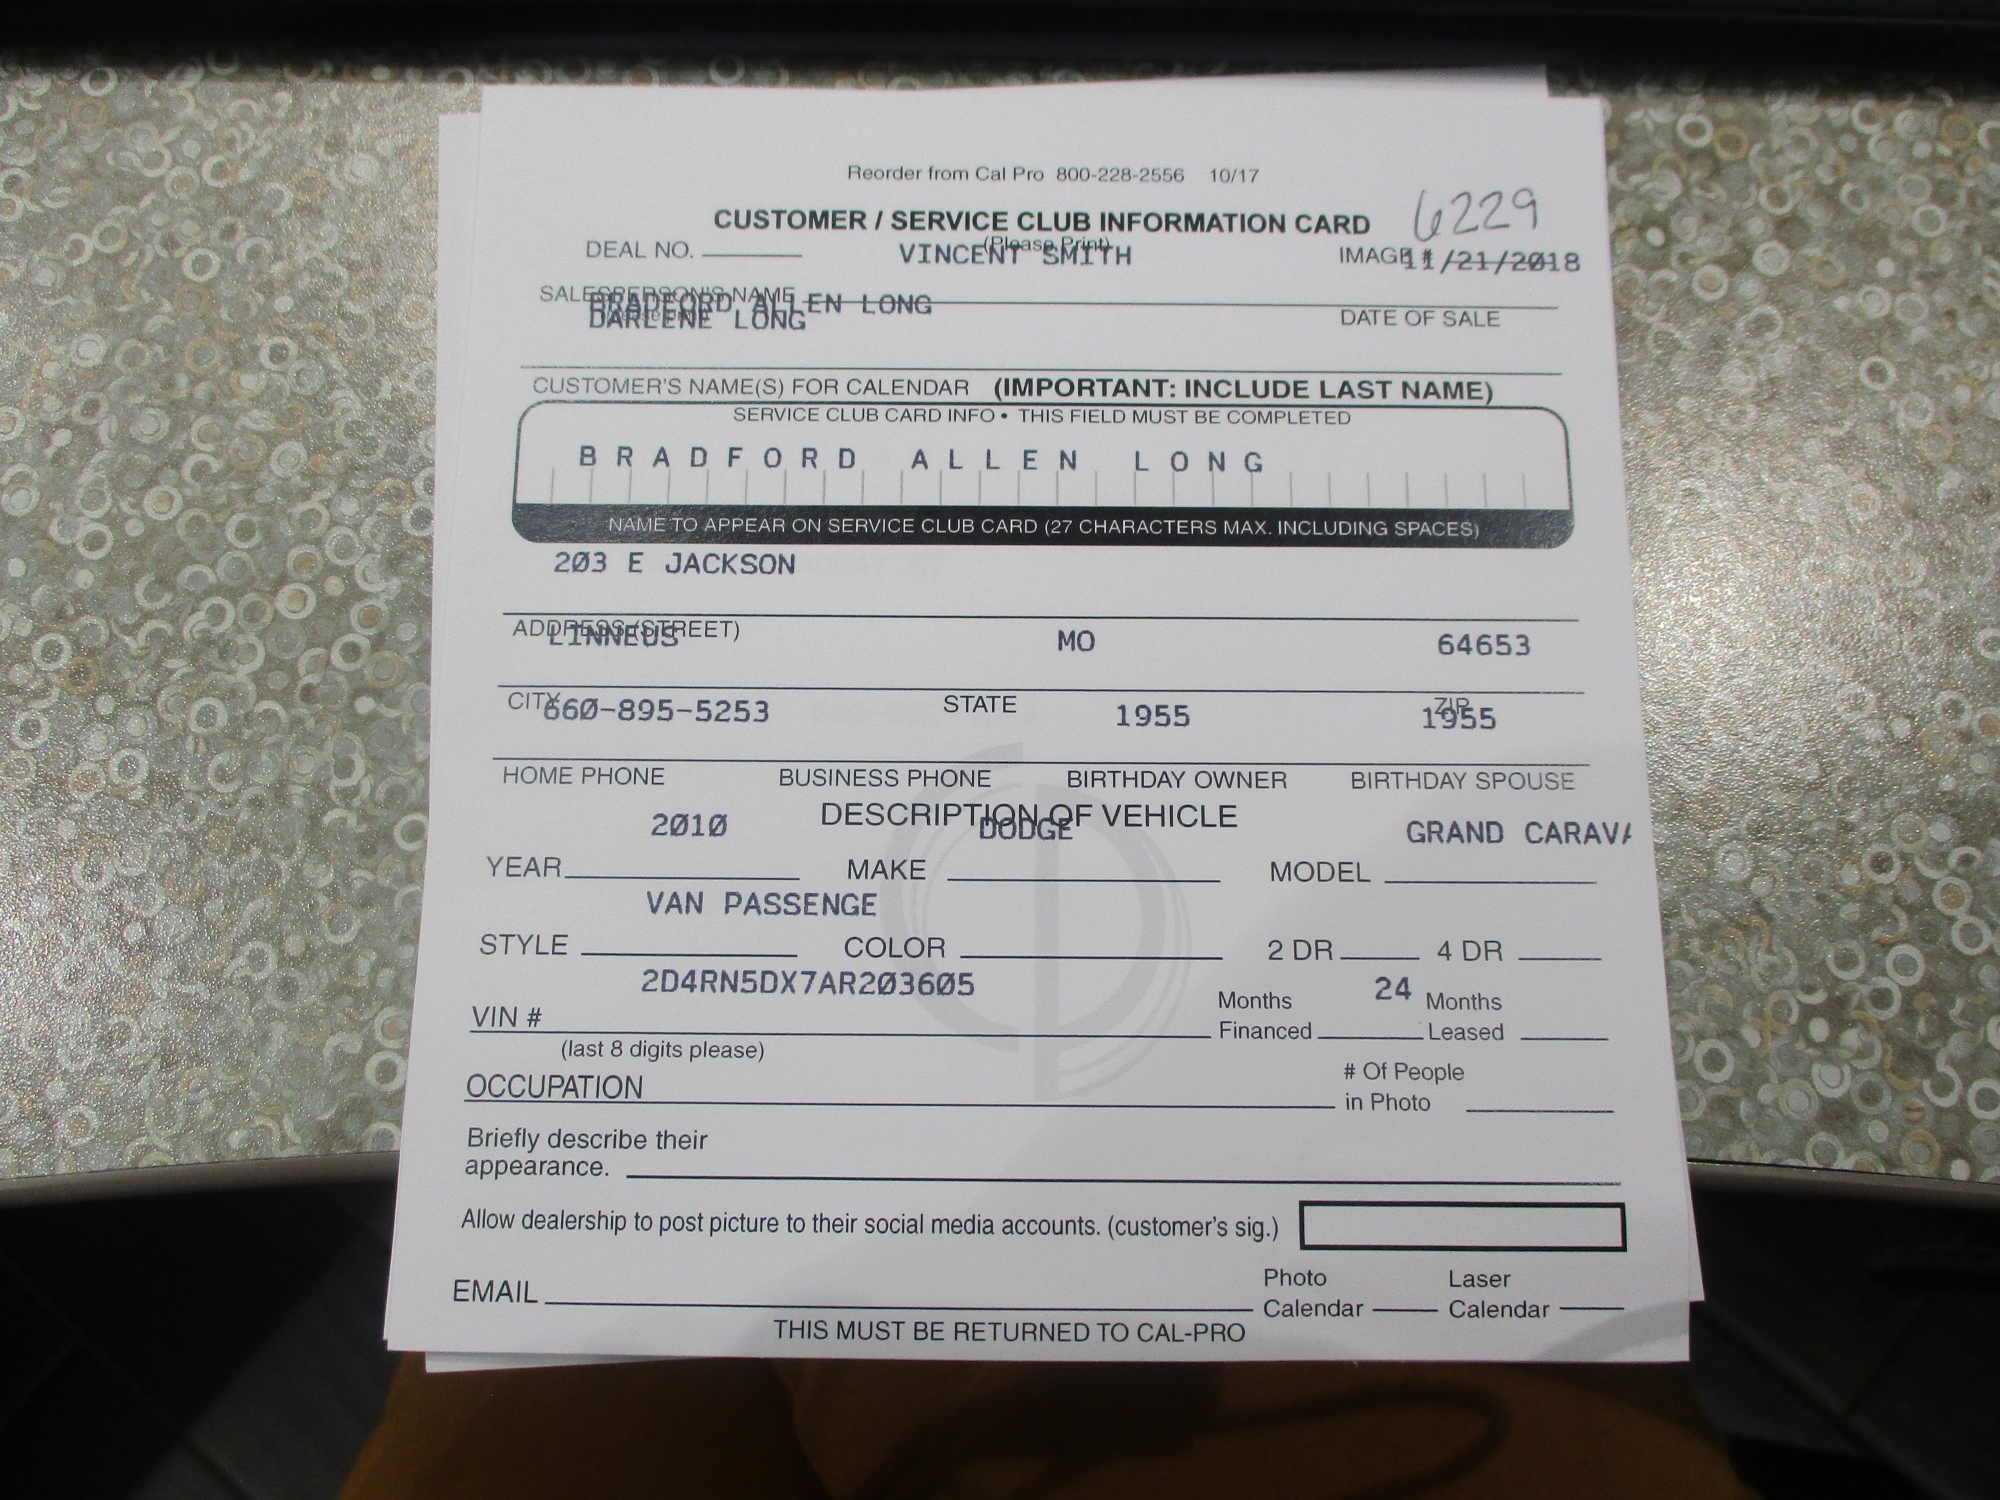 Reorder from Cal Pro 800-228-2556 10/17
CUSTOMER / SERVICE CLUB INFORMATION CARD 6229
(Please Print)
DEAL NO. VINCENT SMITH IMAGE # 11/21/2018
SALESPERSON'S NAME
BRADFORD ALLEN LONG
DARLENE LONG DATE OF SALE
CUSTOMER'S NAME(S) FOR CALENDAR (IMPORTANT: INCLUDE LAST NAME)
SERVICE CLUB CARD INFO • THIS FIELD MUST BE COMPLETED
BRADFORD ALLEN LONG
NAME TO APPEAR ON SERVICE CLUB CARD (27 CHARACTERS MAX. INCLUDING SPACES)
203 E JACKSON
ADDRESS (STREET)
LINNEUS MO 64653
CITY STATE ZIP
660-895-5253 1955 1955
HOME PHONE BUSINESS PHONE BIRTHDAY OWNER BIRTHDAY SPOUSE
DESCRIPTION OF VEHICLE
2010 DODGE GRAND CARAVA
YEAR MAKE MODEL
VAN PASSENGE
STYLE COLOR 2 DR 4 DR
2D4RN5DX7AR203605 24
VIN # Months Financed Months Leased
(last 8 digits please)
OCCUPATION # Of People in Photo
Briefly describe their
appearance.
Allow dealership to post picture to their social media accounts. (customer's sig.)
EMAIL Photo Calendar Laser Calendar
THIS MUST BE RETURNED TO CAL-PRO